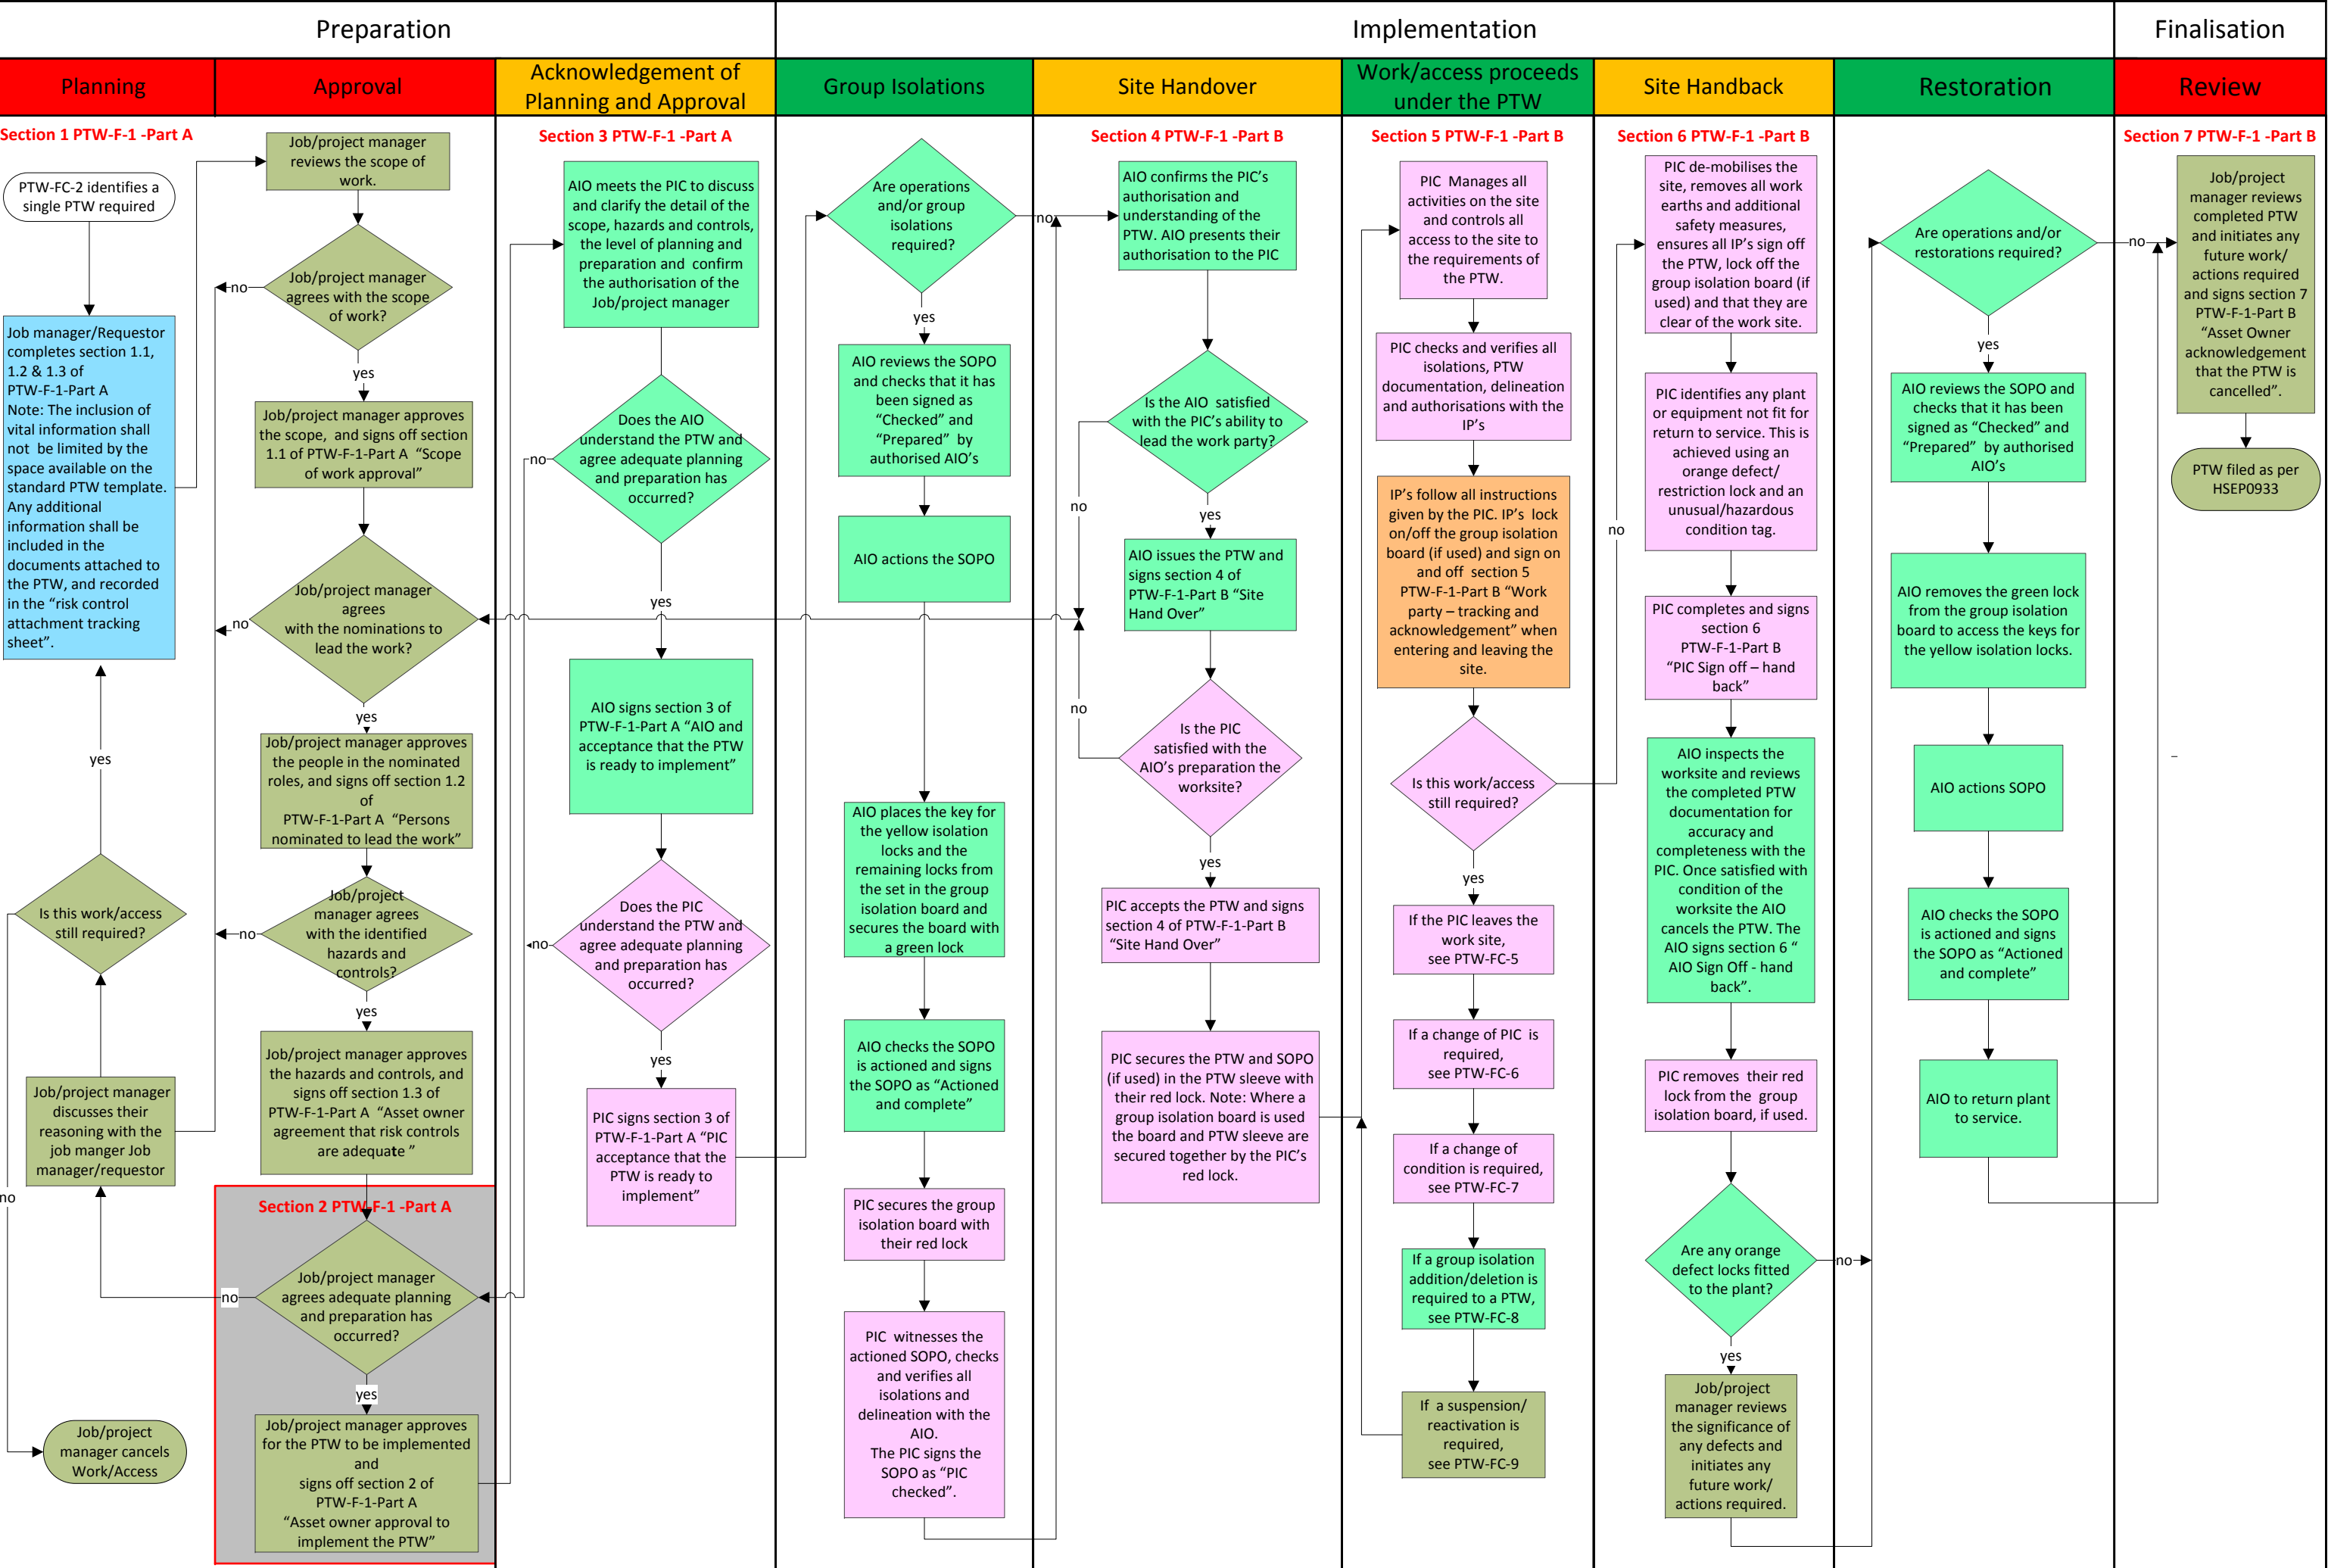 Preparation
Implementation
Finalisation
Planning
Approval
Acknowledgement of
Planning and Approval
Group Isolations
Site Handover
Work/access proceeds
under the PTW
Site Handback
Restoration
Review
Section 1 PTW-F-1 -Part A
PTW-FC-2 identifies a
single PTW required
Job manager/Requestor
completes section 1.1,
1.2 & 1.3 of
PTW-F-1-Part A
Note: The inclusion of
vital information shall
not  be limited by the
space available on the
standard PTW template.
Any additional
information shall be
included in the
documents attached to
the PTW, and recorded
in the “risk control
attachment tracking
sheet”.
yes
Is this work/access
still required?
no
Job/project manager
discusses their
reasoning with the
job manger Job
manager/requestor
Job/project
manager cancels
Work/Access
Job/project manager
reviews the scope of
work.
Job/project manager
agrees with the scope
of work?
no
yes
Job/project manager approves
the scope,  and signs off section
1.1 of PTW-F-1-Part A  “Scope
of work approval”
Job/project manager
agrees
with the nominations to
lead the work?
no
yes
Job/project manager approves
the people in the nominated
roles, and signs off section 1.2
of
PTW-F-1-Part A  “Persons
nominated to lead the work”
Job/project
manager agrees
with the identified
hazards and
controls?
no
yes
Job/project manager approves
the hazards and controls, and
signs off section 1.3 of
PTW-F-1-Part A  “Asset owner
agreement that risk controls
are adequate ”
Section 2 PTW-F-1 -Part A
Job/project manager
agrees adequate planning
and preparation has
occurred?
no
yes
Job/project manager approves
for the PTW to be implemented
and
signs off section 2 of
PTW-F-1-Part A
“Asset owner approval to
implement the PTW”
Section 3 PTW-F-1 -Part A
AIO meets the PIC to discuss
and clarify the detail of the
scope, hazards and controls,
the level of planning and
preparation and  confirm
the authorisation of the
Job/project manager
Does the AIO
understand the PTW and
agree adequate planning
and preparation has
occurred?
no
yes
AIO signs section 3 of
PTW-F-1-Part A “AIO and
acceptance that the PTW
is ready to implement”
Does the PIC
understand the PTW and
agree adequate planning
and preparation has
occurred?
no
yes
PIC signs section 3 of
PTW-F-1-Part A “PIC
acceptance that the
PTW is ready to
implement”
Are operations
and/or group
isolations
required?
no
yes
AIO reviews the SOPO
and checks that it has
been signed as
“Checked” and
“Prepared”  by
authorised AIO’s
AIO actions the SOPO
AIO places the key for
the yellow isolation
locks and the
remaining locks from
the set in the group
isolation board and
secures the board with
a green lock
AIO checks the SOPO
is actioned and signs
the SOPO as “Actioned
and complete”
PIC secures the group
isolation board with
their red lock
PIC  witnesses the
actioned SOPO, checks
and verifies all
isolations and
delineation with the
AIO.
The PIC signs the
SOPO as “PIC
checked”.
Section 4 PTW-F-1 -Part B
AIO confirms the PIC’s
authorisation and
understanding of the
PTW. AIO presents their
authorisation to the PIC
Is the AIO  satisfied
with the PIC’s ability to
lead the work party?
no
yes
AIO issues the PTW and
signs section 4 of
PTW-F-1-Part B “Site
Hand Over”
no
Is the PIC
satisfied with the
AIO’s preparation the
worksite?
yes
PIC accepts the PTW and signs
section 4 of PTW-F-1-Part B
“Site Hand Over”
PIC secures the PTW and SOPO
(if used) in the PTW sleeve with
their red lock. Note: Where a
group isolation board is used
the board and PTW sleeve are
secured together by the PIC’s
red lock.
Section 5 PTW-F-1 -Part B
PIC  Manages all
activities on the site
and controls all
access to the site to
the requirements of
the PTW.
PIC checks and verifies all
isolations, PTW
documentation, delineation
and authorisations with the
IP’s
IP’s follow all instructions
given by the PIC. IP’s  lock
on/off the group isolation
board (if used) and sign on
and off  section 5
PTW-F-1-Part B “Work
party – tracking and
acknowledgement” when
entering and leaving the
site.
Is this work/access
still required?
yes
If the PIC leaves the
work site,
see PTW-FC-5
If a change of PIC  is
required,
see PTW-FC-6
If a change of
condition is required,
see PTW-FC-7
If a group isolation
addition/deletion is
required to a PTW,
see PTW-FC-8
If  a suspension/
reactivation is
required,
see PTW-FC-9
Section 6 PTW-F-1 -Part B
PIC de-mobilises the
site, removes all work
earths and additional
safety measures,
ensures all IP’s sign off
the PTW, lock off the
group isolation board (if
used) and that they are
clear of the work site.
no
PIC identifies any plant
or equipment not fit for
return to service. This is
achieved using an
orange defect/
restriction lock and an
unusual/hazardous
condition tag.
PIC completes and signs
section 6
PTW-F-1-Part B
“PIC Sign off – hand
back”
AIO inspects the
worksite and reviews
the completed PTW
documentation for
accuracy and
completeness with the
PIC. Once satisfied with
condition of the
worksite the AIO
cancels the PTW. The
AIO signs section 6 “
AIO Sign Off - hand
back”.
PIC removes  their red
lock from the  group
isolation board, if used.
Are any orange
defect locks fitted
to the plant?
no
yes
Job/project
manager reviews
the significance of
any defects and
initiates any
future work/
actions required.
Are operations and/or
restorations required?
no
yes
AIO reviews the SOPO and
checks that it has been
signed as “Checked” and
“Prepared”  by authorised
AIO’s
AIO removes the green lock
from the group isolation
board to access the keys for
the yellow isolation locks.
AIO actions SOPO
AIO checks the SOPO
is actioned and signs
the SOPO as “Actioned
and complete”
AIO to return plant
to service.
Section 7 PTW-F-1 -Part B
Job/project
manager reviews
completed PTW
and initiates any
future work/
actions required
and signs section 7
PTW-F-1-Part B
“Asset Owner
acknowledgement
that the PTW is
cancelled”.
PTW filed as per
HSEP0933